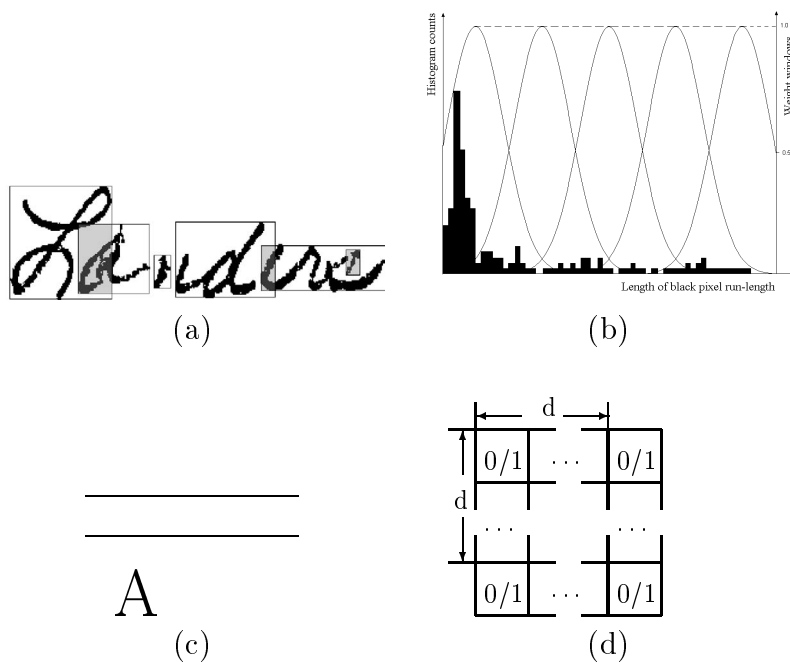 Histogram counts
1.0
Weight windows
0.5
Length of black pixel run-length
(a)
(b)
A
(c)
d
0/1 ... 0/1
d
... ...
0/1 ... 0/1
(d)